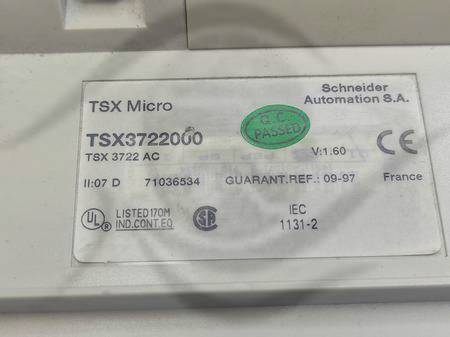 TSX Micro
Schneider
Automation S.A.
TSX3722000
Q.C.
PASSED
TSX 3722 AC
V:1.60
CE
II:07 D 71036534 GUARANT.REF.: 09-97 France
UL LISTED 170M
IND.CONT.EQ
IEC
1131-2